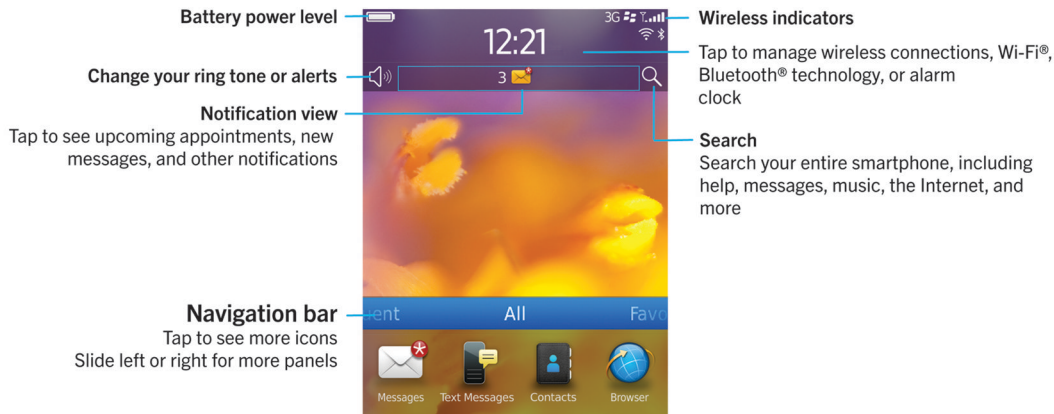 Battery power level
Change your ring tone or alerts
Notification view
Tap to see upcoming appointments, new
messages, and other notifications
Navigation bar
Tap to see more icons
Slide left or right for more panels
3G
12:21
3
ent
All
Favo
Messages
Text Messages
Contacts
Browser
Wireless indicators
Tap to manage wireless connections, Wi-Fi®,
Bluetooth® technology, or alarm
clock
Search
Search your entire smartphone, including
help, messages, music, the Internet, and
more